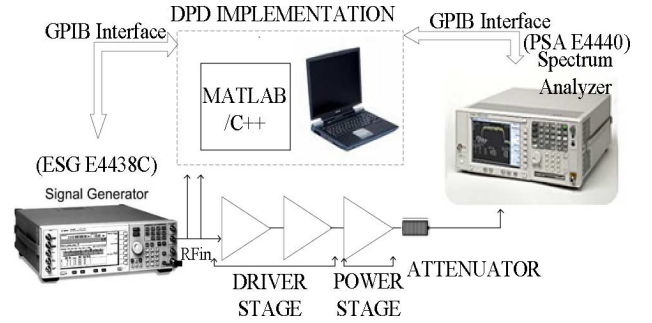 DPD IMPLEMENTATION
GPIB Interface
GPIB Interface
(PSA E4440)
Spectrum
Analyzer
MATLAB
/C++
(ESG E4438C)
Signal Generator
RFin
DRIVER
STAGE
POWER
STAGE
ATTENUATOR